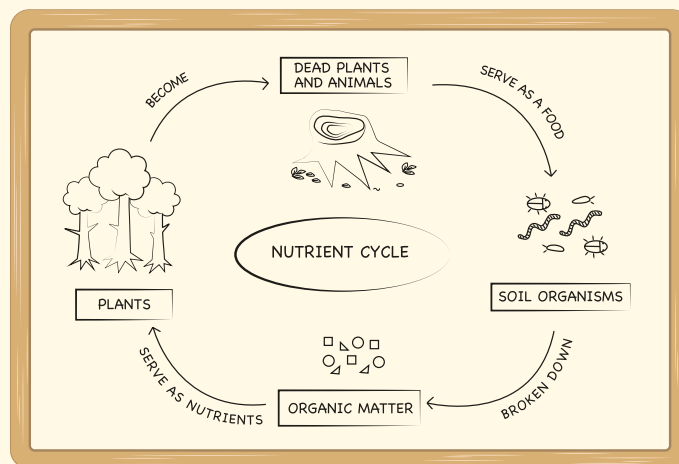 BECOME
DEAD PLANTS
AND ANIMALS
SERVE AS A FOOD
NUTRIENT CYCLE
PLANTS
SOIL ORGANISMS
SERVE AS NUTRIENTS
ORGANIC MATTER
BROKEN DOWN